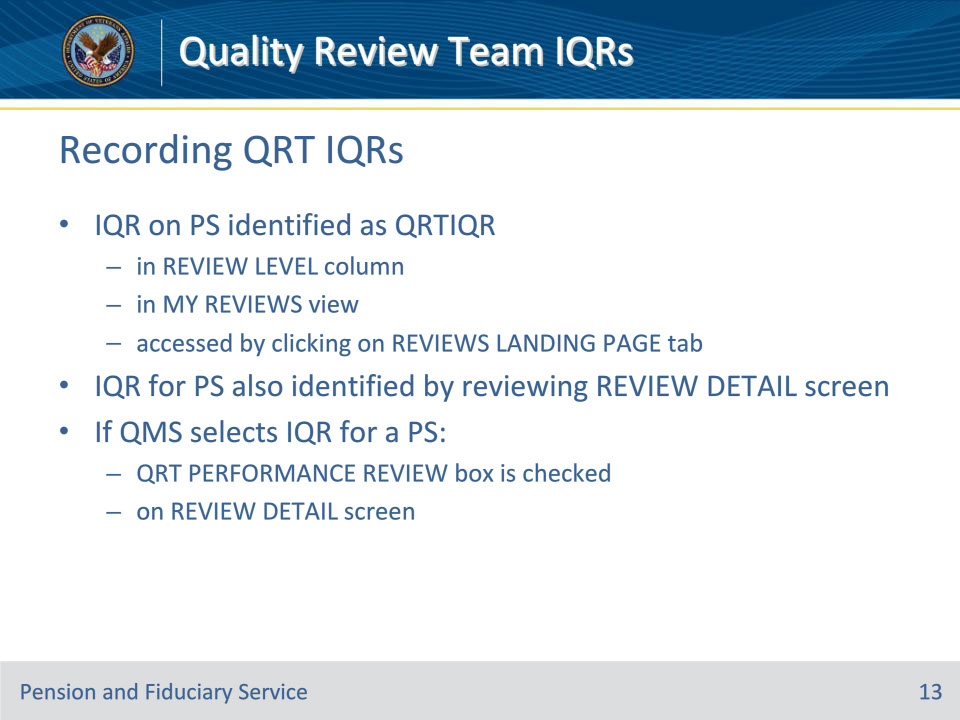 Quality Review Team IQRs
Recording QRT IQRs
• IQR on PS identified as QRTIQR
– in REVIEW LEVEL column
– in MY REVIEWS view
– accessed by clicking on REVIEWS LANDING PAGE tab
• IQR for PS also identified by reviewing REVIEW DETAIL screen
• If QMS selects IQR for a PS:
– QRT PERFORMANCE REVIEW box is checked
– on REVIEW DETAIL screen
Pension and Fiduciary Service
13